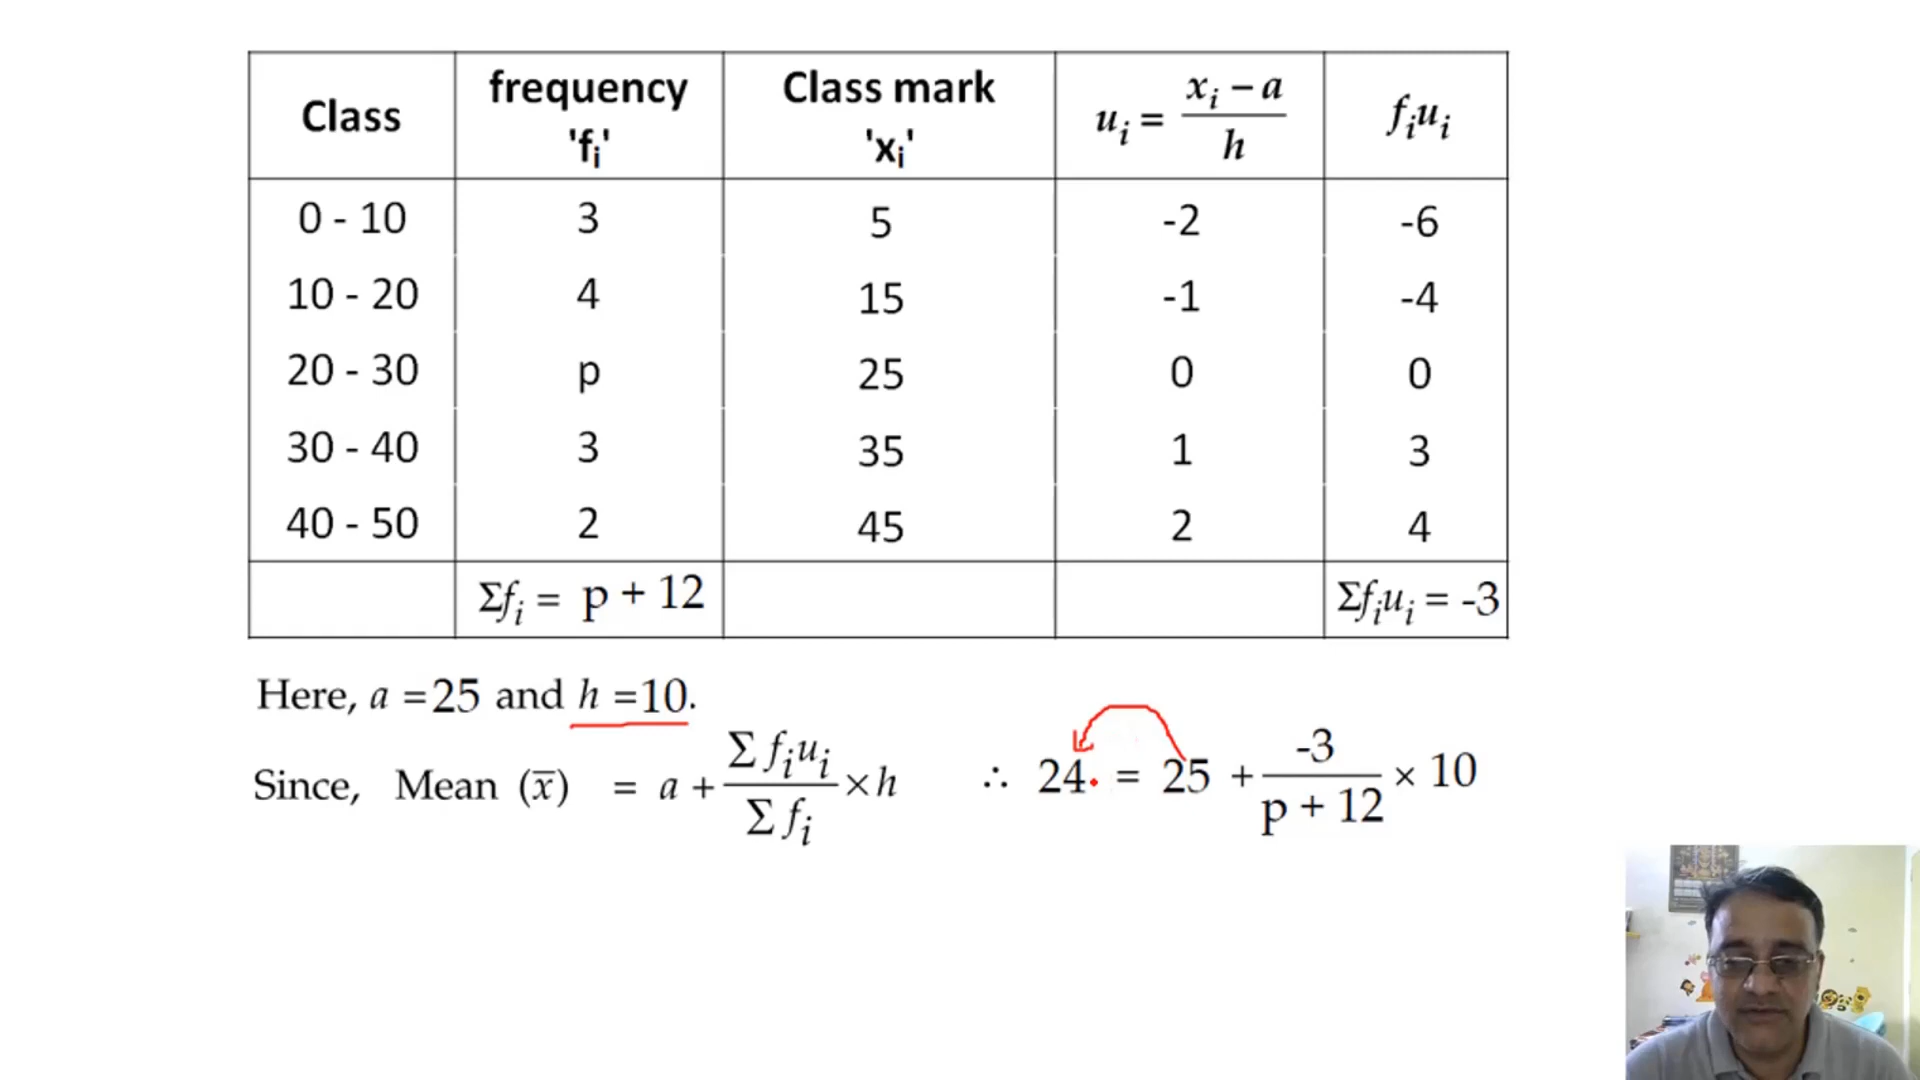 Class frequency 'fᵢ' Class mark 'xᵢ' uᵢ = (xᵢ − a)/h fᵢuᵢ
0 - 10 3 5 -2 -6
10 - 20 4 15 -1 -4
20 - 30 p 25 0 0
30 - 40 3 35 1 3
40 - 50 2 45 2 4
Σfᵢ = p + 12 Σfᵢuᵢ = -3
Here, a = 25 and h = 10.
Since, Mean (x̅) = a + (Σ fᵢuᵢ)/(Σ fᵢ) × h ∴ 24 = 25 + (-3)/(p + 12) × 10